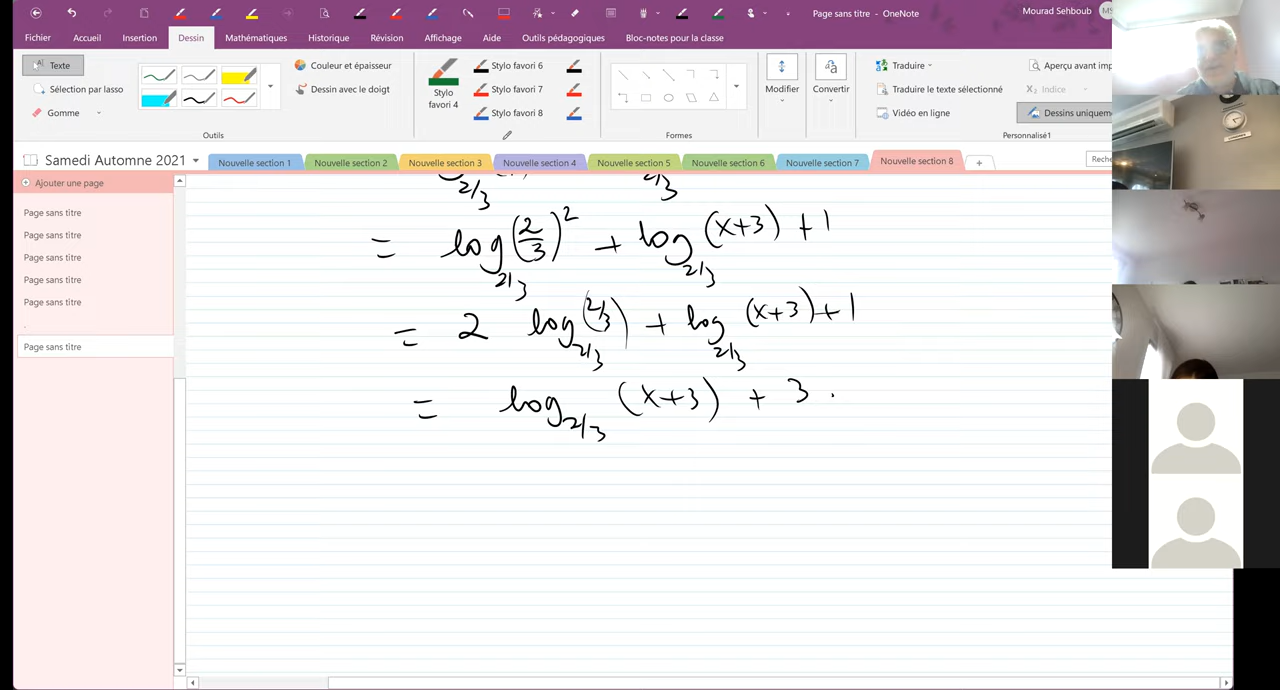 Page sans titre - OneNote
Mourad Sehboub
Fichier Accueil Insertion Dessin Mathématiques Historique Révision Affichage Aide Outils pédagogiques Bloc-notes pour la classe
Texte
Sélection par lasso
Gomme
Outils
Couleur et épaisseur
Dessin avec le doigt
Stylo favori 4
Stylo favori 6
Stylo favori 7
Stylo favori 8
Formes
Modifier
Convertir
Traduire
Traduire le texte sélectionné
Vidéo en ligne
Aperçu avant imp
Indice
Dessins uniqueme
Personnalisé1
Samedi Automne 2021
Nouvelle section 1 Nouvelle section 2 Nouvelle section 3 Nouvelle section 4 Nouvelle section 5 Nouvelle section 6 Nouvelle section 7 Nouvelle section 8 +
Reche
Ajouter une page
Page sans titre
Page sans titre
Page sans titre
Page sans titre
Page sans titre
.
Page sans titre
2/3 2/3
= log_{2/3} (2/3)^2 + log_{2/3} (x+3) + 1
= 2 log_{2/3} (2/3) + log_{2/3} (x+3) + 1
= log_{2/3} (x+3) + 3 .